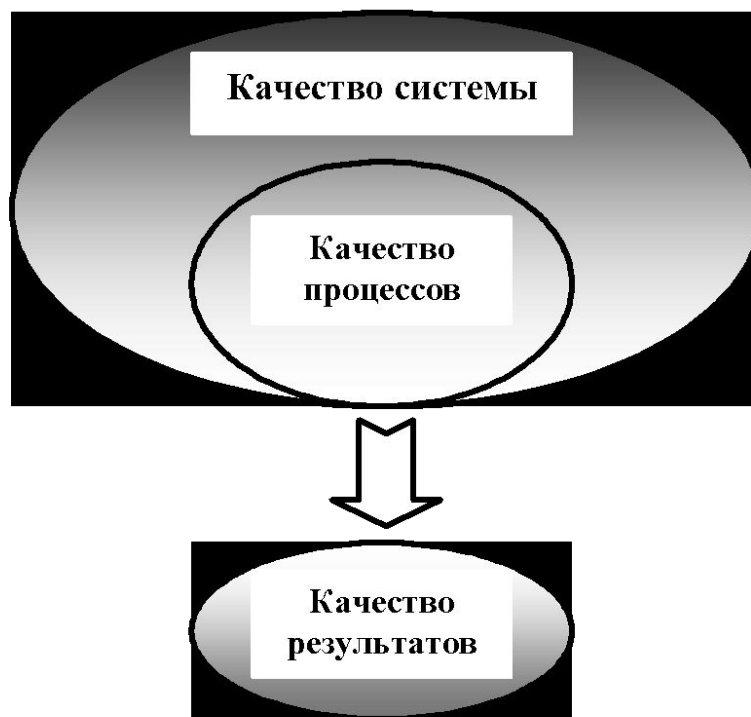 Качество системы
Качество
процессов
Качество
результатов